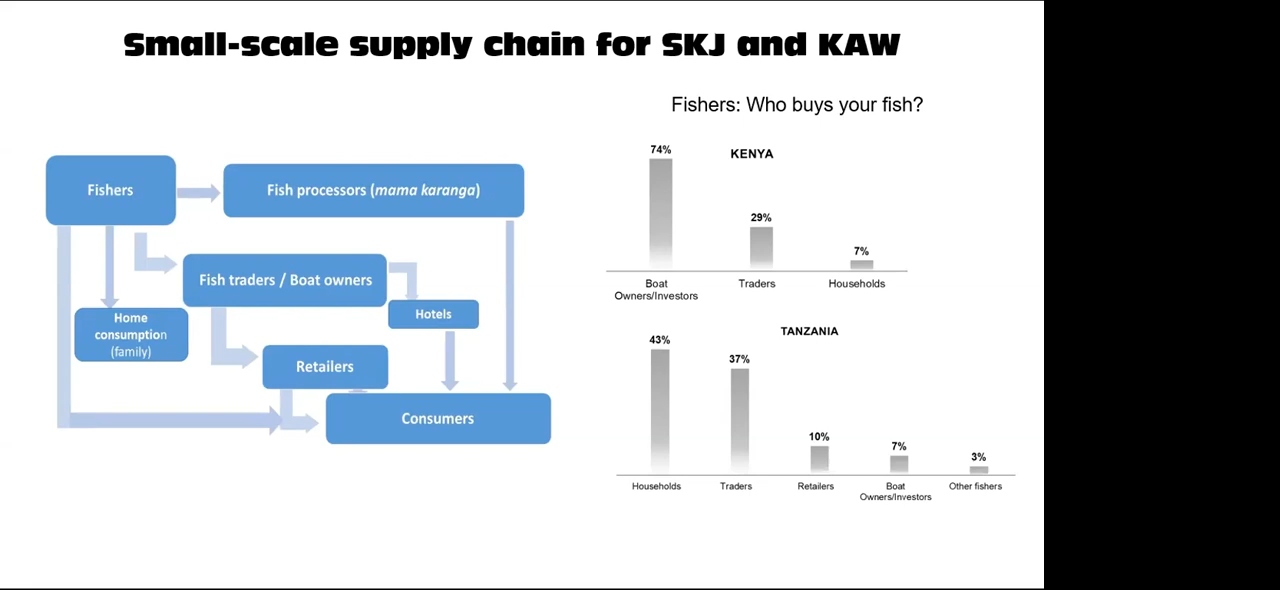 Small-scale supply chain for SKJ and KAW
Fishers
Fish processors (mama karanga)
Fish traders / Boat owners
Home
consumption
(family)
Hotels
Retailers
Consumers
Fishers: Who buys your fish?
KENYA
74%
29%
7%
Boat
Owners/Investors
Traders
Households
TANZANIA
43%
37%
10%
7%
3%
Households
Traders
Retailers
Boat
Owners/Investors
Other fishers